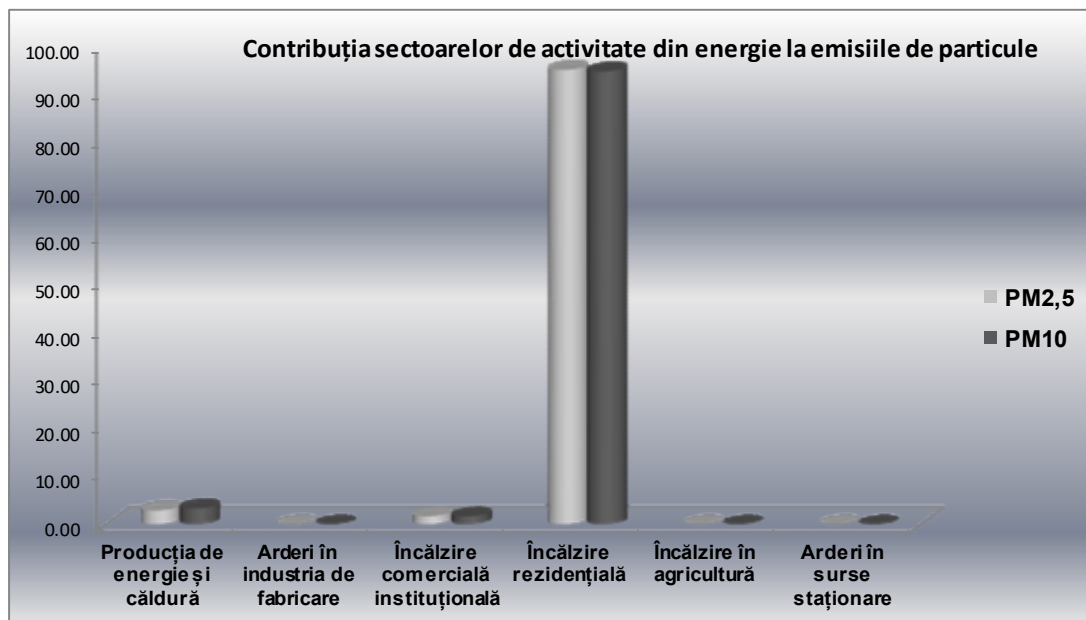 Contribuția sectoarelor de activitate din energie la emisiile de particule
100.00
90.00
80.00
70.00
60.00
50.00
40.00
30.00
20.00
10.00
0.00
PM2,5
PM10
Producția de
energie și
căldură
Arderi în
industria de
fabricare
Încălzire
comercială
instituțională
Încălzire
rezidențială
Încălzire în
agricultură
Arderi în
surse
staționare